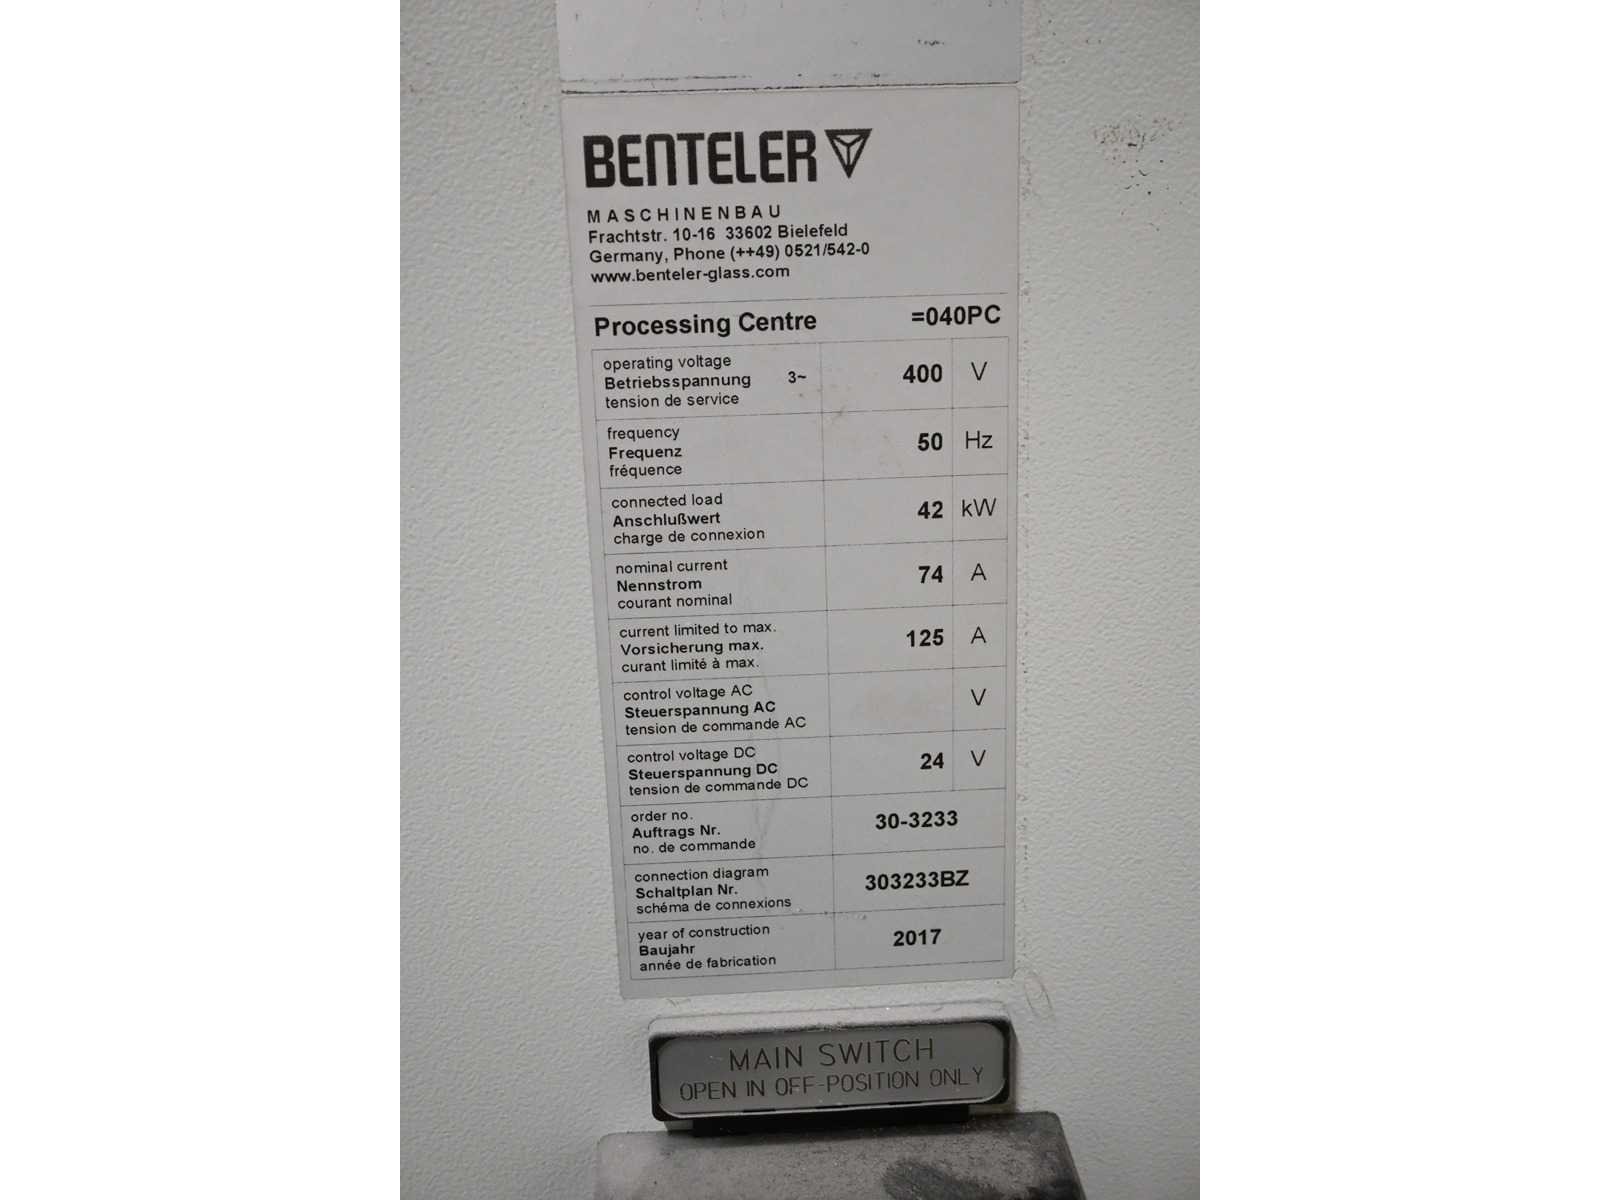 BENTELER
MASCHINENBAU
Frachtstr. 10-16 33602 Bielefeld
Germany, Phone (++49) 0521/542-0
www.benteler-glass.com
Processing Centre =040PC
operating voltage
Betriebsspannung 3~ 400 V
tension de service
frequency
Frequenz 50 Hz
fréquence
connected load
Anschlußwert 42 kW
charge de connexion
nominal current
Nennstrom 74 A
courant nominal
current limited to max.
Vorsicherung max. 125 A
curant limité à max.
control voltage AC
Steuerspannung AC V
tension de commande AC
control voltage DC
Steuerspannung DC 24 V
tension de commande DC
order no.
Auftrags Nr. 30-3233
no. de commande
connection diagram
Schaltplan Nr. 303233BZ
schéma de connexions
year of construction
Baujahr 2017
année de fabrication
MAIN SWITCH
OPEN IN OFF-POSITION ONLY